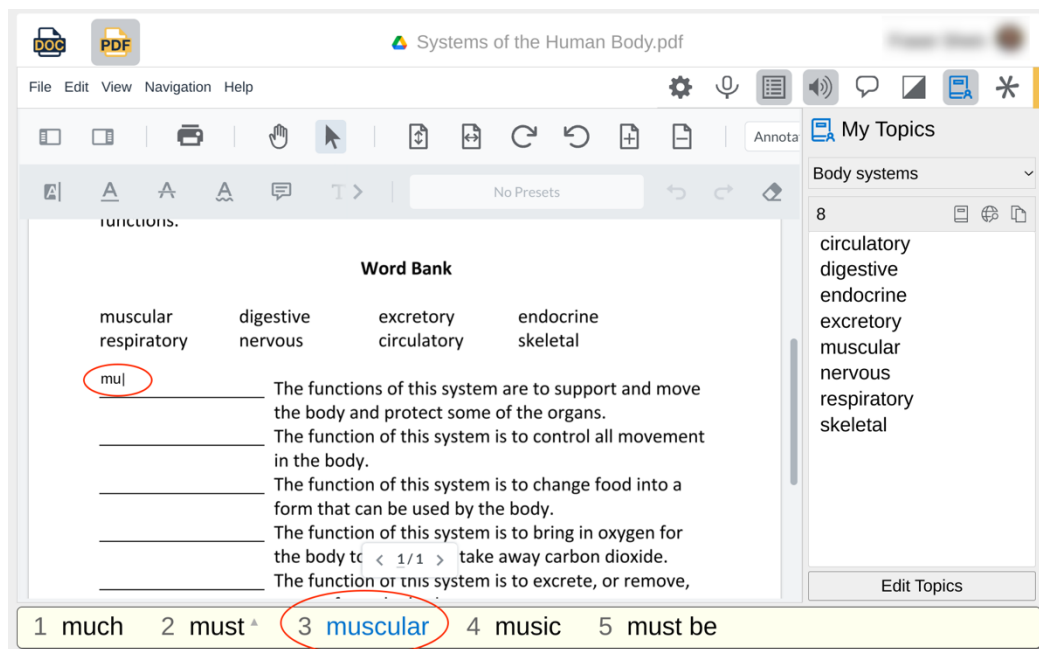 DOC PDF Systems of the Human Body.pdf
File Edit View Navigation Help
Annota
No Presets
functions.
Word Bank
muscular digestive excretory endocrine
respiratory nervous circulatory skeletal
mu
The functions of this system are to support and move
the body and protect some of the organs.
The function of this system is to control all movement
in the body.
The function of this system is to change food into a
form that can be used by the body.
The function of this system is to bring in oxygen for
the body to take away carbon dioxide.
< 1/1 >
The function of this system is to excrete, or remove,
My Topics
Body systems
8
circulatory
digestive
endocrine
excretory
muscular
nervous
respiratory
skeletal
Edit Topics
1 much 2 must 3 muscular 4 music 5 must be